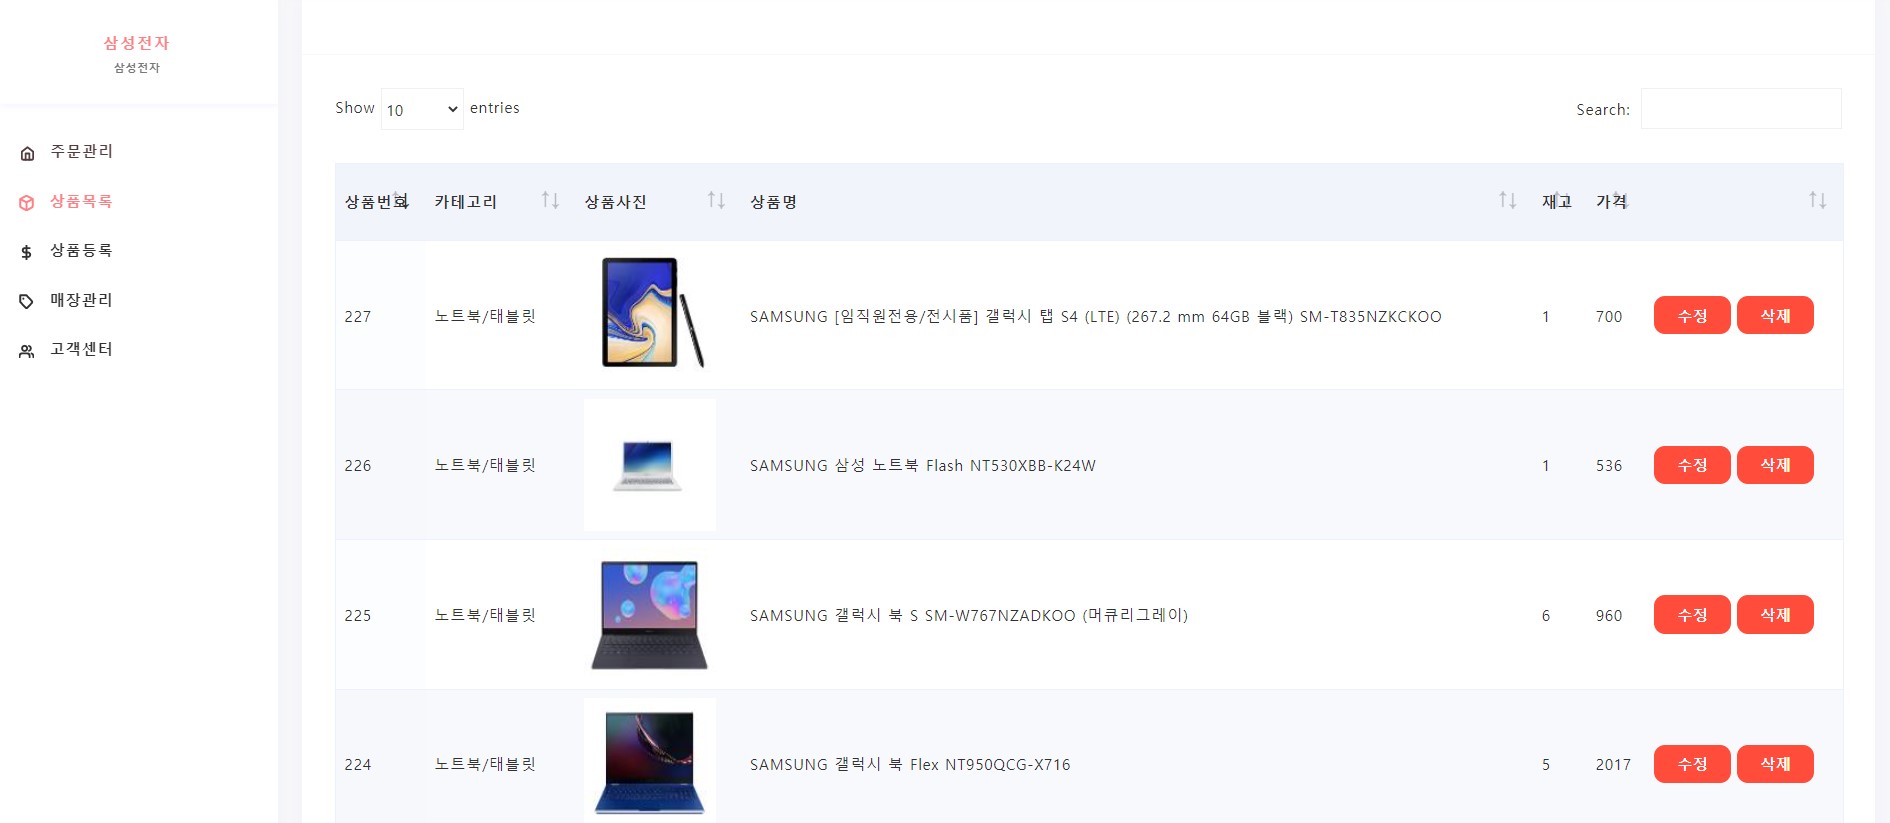 삼성전자
삼성전자
주문관리
상품목록
상품등록
매장관리
고객센터
Show 10 entries
Search:
상품번호 카테고리 상품사진 상품명 재고 가격
227 노트북/태블릿 SAMSUNG [임직원전용/전시품] 갤럭시 탭 S4 (LTE) (267.2 mm 64GB 블랙) SM-T835NZKCKOO 1 700 수정 삭제
226 노트북/태블릿 SAMSUNG 삼성 노트북 Flash NT530XBB-K24W 1 536 수정 삭제
225 노트북/태블릿 SAMSUNG 갤럭시 북 S SM-W767NZADKOO (머큐리그레이) 6 960 수정 삭제
224 노트북/태블릿 SAMSUNG 갤럭시 북 Flex NT950QCG-X716 5 2017 수정 삭제